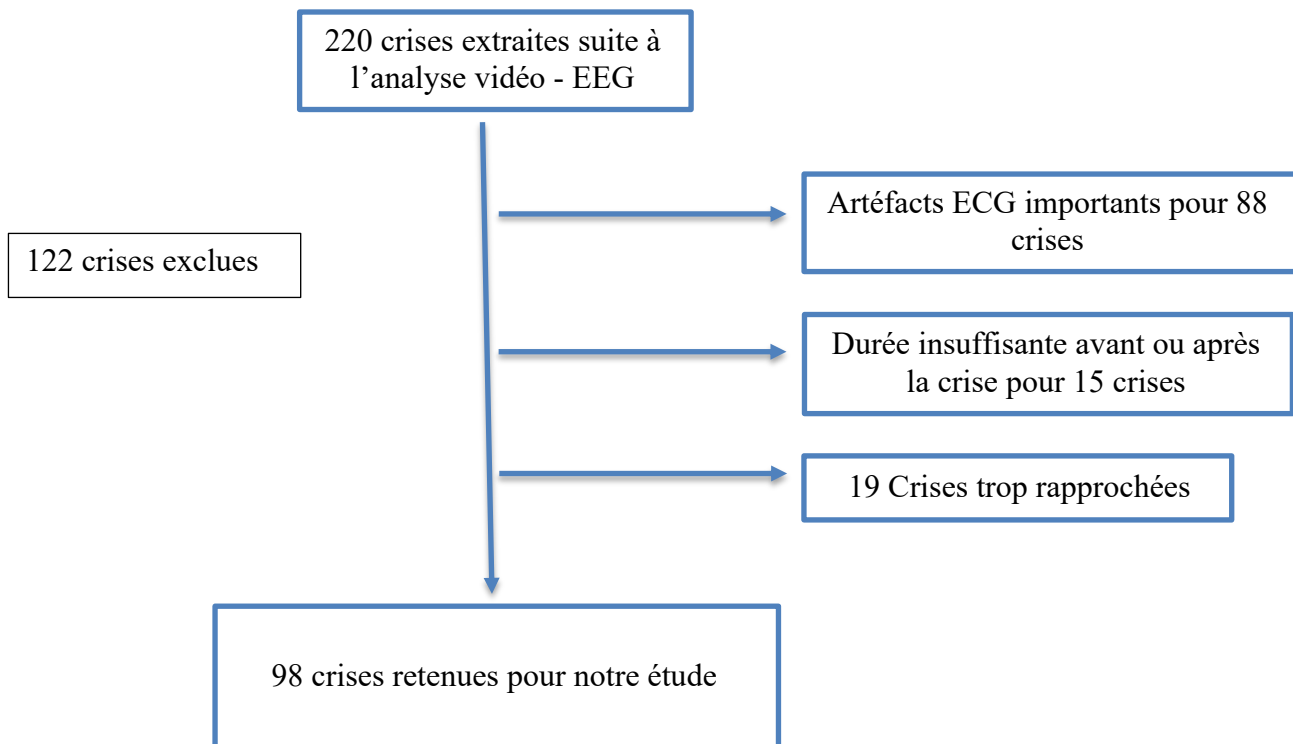 220 crises extraites suite à
l’analyse vidéo - EEG
Artéfacts ECG importants pour 88
crises
122 crises exclues
Durée insuffisante avant ou après
la crise pour 15 crises
19 Crises trop rapprochées
98 crises retenues pour notre étude